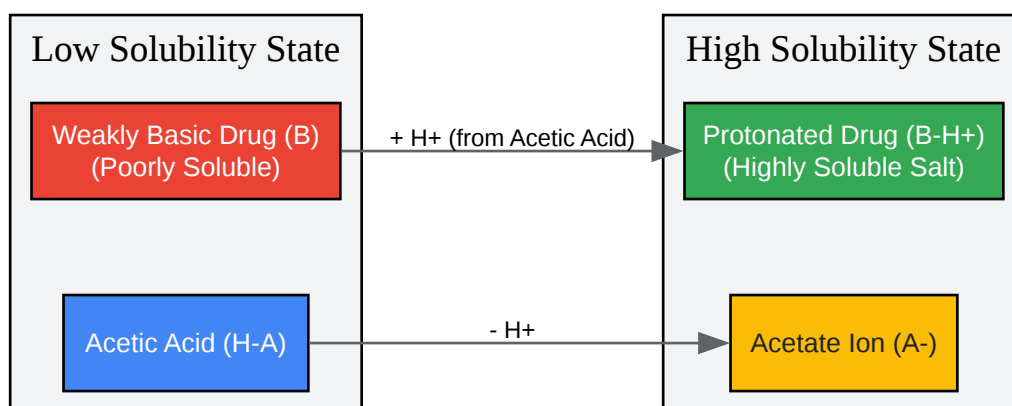 Low Solubility State
High Solubility State
Weakly Basic Drug (B)
(Poorly Soluble)
+ H+ (from Acetic Acid)
Protonated Drug (B-H+)
(Highly Soluble Salt)
Acetic Acid (H-A)
- H+
Acetate Ion (A-)